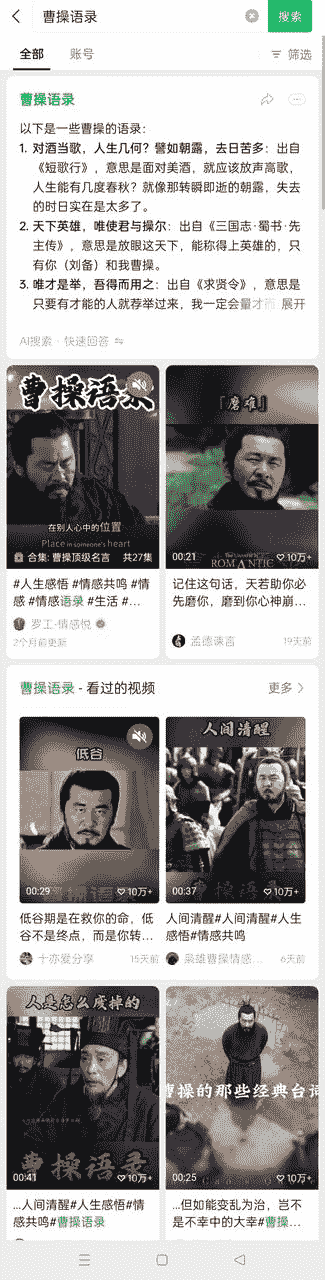 曹操语录
搜索
全部
账号
筛选
曹操语录
以下是一些曹操的语录：
1. 对酒当歌，人生几何？譬如朝露，去日苦多：出自
《短歌行》，意思是面对美酒，就应该放声高歌，
人生能有几度春秋？就像那转瞬即逝的朝露，失去
的时日实在是太多了。
2. 天下英雄，唯使君与操尔：出自《三国志·蜀书·先
主传》，意思是放眼这天下，能称得上英雄的，只
有你（刘备）和我曹操。
3. 唯才是举，吾得而用之：出自《求贤令》，意思是
只要有才能的人就荐举过来，我一定会量才而 展开
AI搜索 · 快速回答
曹操语录
在别人心中的位置
Place in someone's heart
合集: 曹操顶级名言 共27集
#人生感悟 #情感共鸣 #情
感 #情感语录 #生活 #...
罗工-情感悦
2个月前更新
「磨难」
00:21
10万+
ROMANTIC
记住这句话，天若助你必
先磨你，磨到你心神崩...
孟德谏言
19天前
曹操语录 - 看过的视频
更多
低谷
00:29
10万+
低谷期是在救你的命，低
谷不是终点，而是你转...
十亦爱分享
15天前
人间清醒
00:37
10万+
曹操语录
人间清醒#人间清醒#人生
感悟#情感共鸣
枭雄曹操情感...
6天前
人是怎么废掉的
00:41
10万+
曹操语录
...人间清醒#人生感悟#情
感共鸣#曹操语录
曹操的那些经典台词
00:25
10万+
...但如能变乱为治，岂不
是不幸中的大幸#曹操...